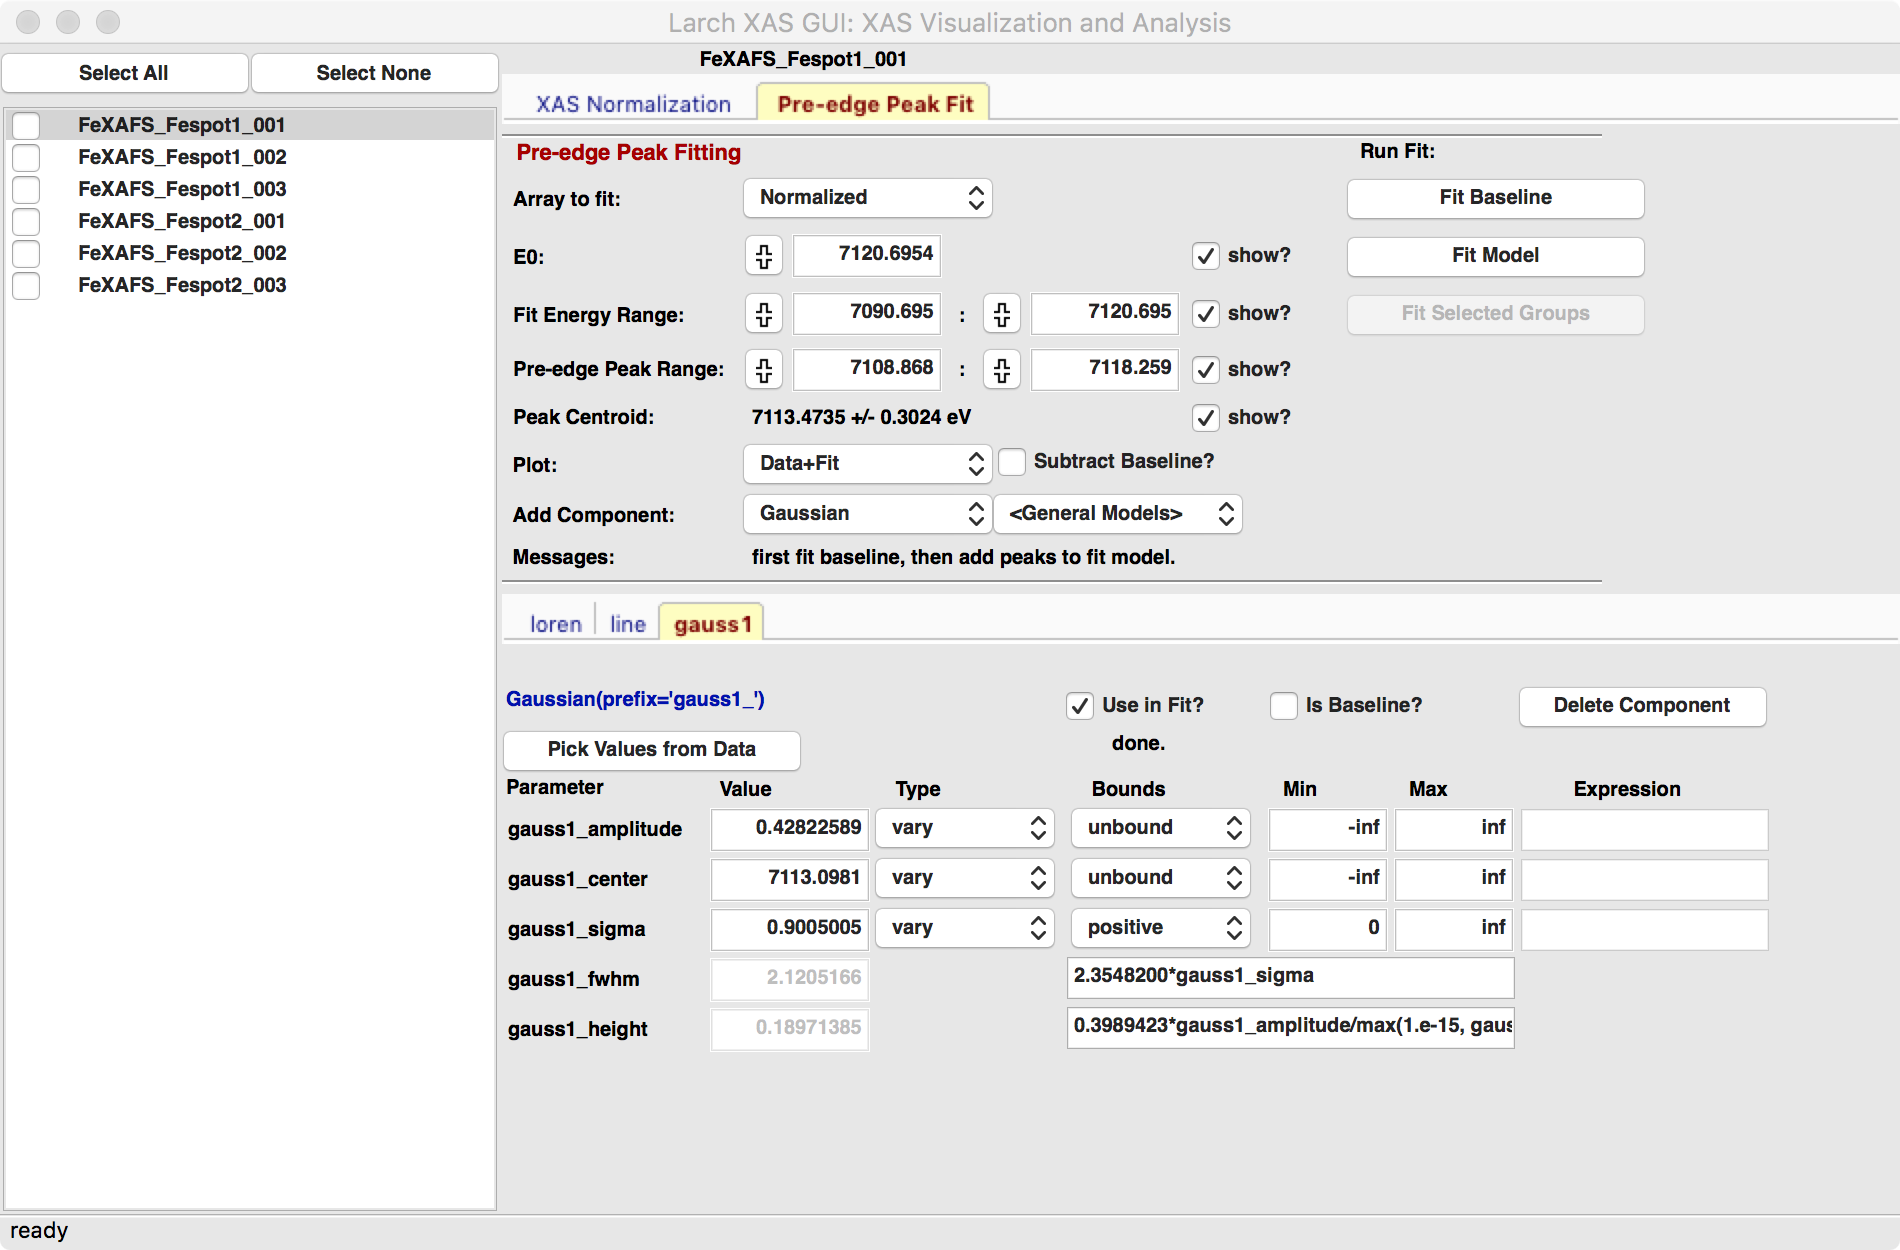 Larch XAS GUI: XAS Visualization and Analysis
Select All
Select None
FeXAFS_Fespot1_001
FeXAFS_Fespot1_002
FeXAFS_Fespot1_003
FeXAFS_Fespot2_001
FeXAFS_Fespot2_002
FeXAFS_Fespot2_003
FeXAFS_Fespot1_001
XAS Normalization
Pre-edge Peak Fit
Pre-edge Peak Fitting
Run Fit:
Array to fit: Normalized
Fit Baseline
E0: 7120.6954 show?
Fit Model
Fit Energy Range: 7090.695 : 7120.695 show?
Fit Selected Groups
Pre-edge Peak Range: 7108.868 : 7118.259 show?
Peak Centroid: 7113.4735 +/- 0.3024 eV show?
Plot: Data+Fit Subtract Baseline?
Add Component: Gaussian <General Models>
Messages: first fit baseline, then add peaks to fit model.
loren line gauss1
Gaussian(prefix='gauss1_') Use in Fit? Is Baseline? Delete Component
Pick Values from Data done.
Parameter Value Type Bounds Min Max Expression
gauss1_amplitude 0.42822589 vary unbound -inf inf
gauss1_center 7113.0981 vary unbound -inf inf
gauss1_sigma 0.9005005 vary positive 0 inf
gauss1_fwhm 2.1205166 2.3548200*gauss1_sigma
gauss1_height 0.18971385 0.3989423*gauss1_amplitude/max(1.e-15, gaus
ready